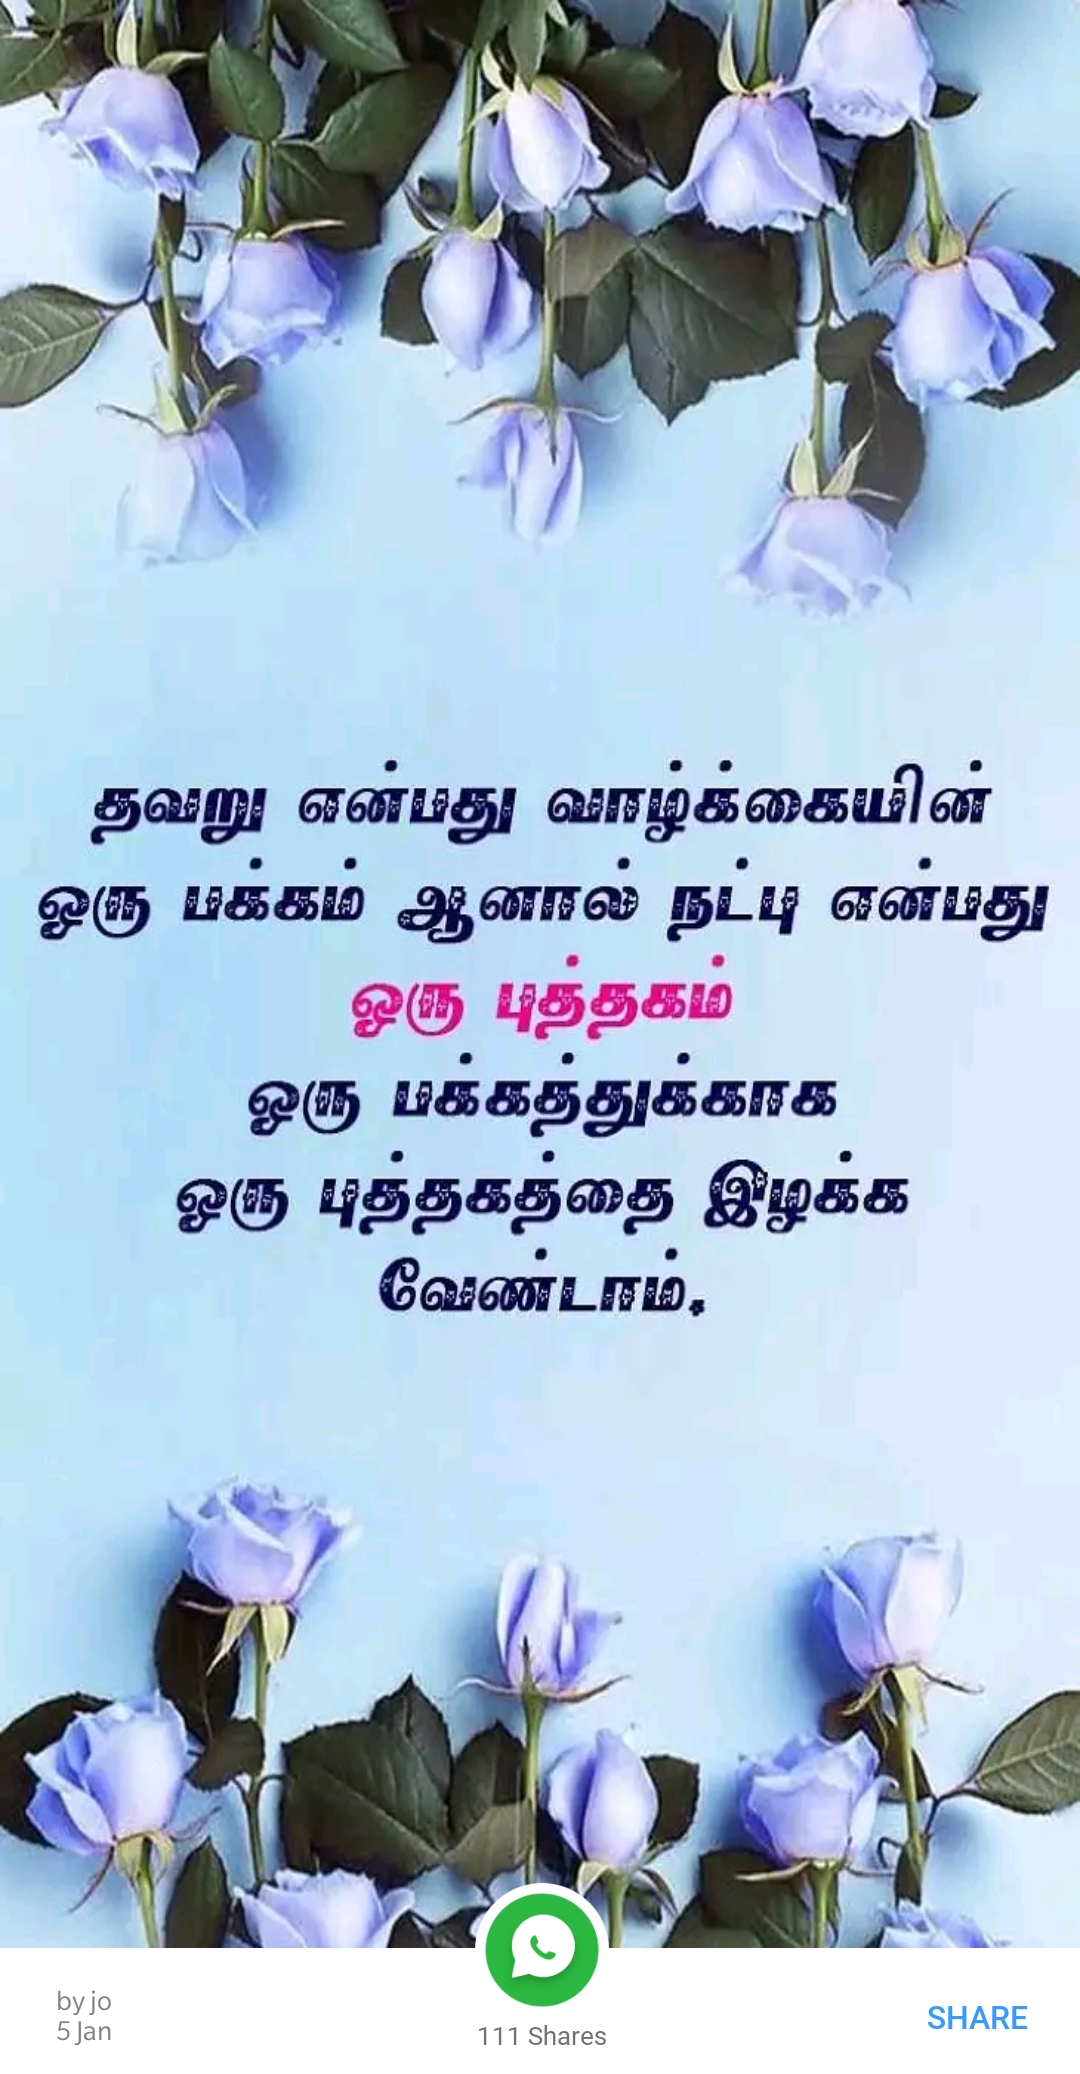 தவறு என்பது வாழ்க்கையின்
ஒரு பக்கம் ஆனால் நட்பு என்பது
ஒரு புத்தகம்
ஒரு பக்கத்துக்காக
ஒரு புத்தகத்தை இழக்க
வேண்டாம்.
by jo
5 Jan
111 Shares
SHARE